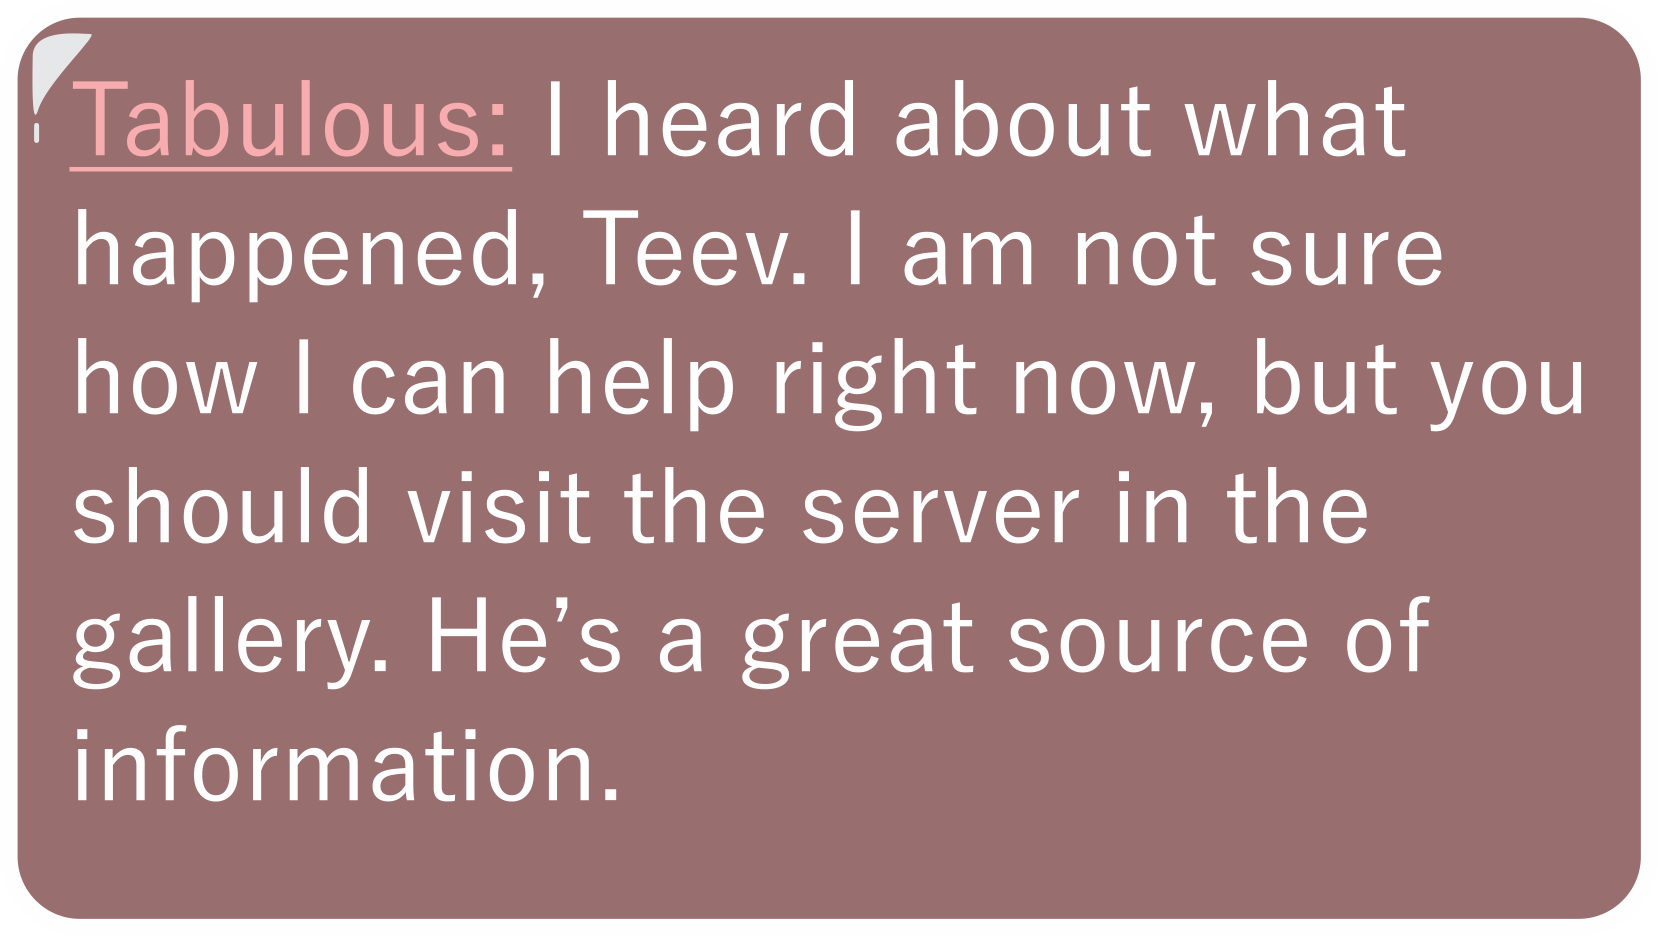 Tabulous: I heard about what
happened, Teev. I am not sure
how I can help right now, but you
should visit the server in the
gallery. He’s a great source of
information.